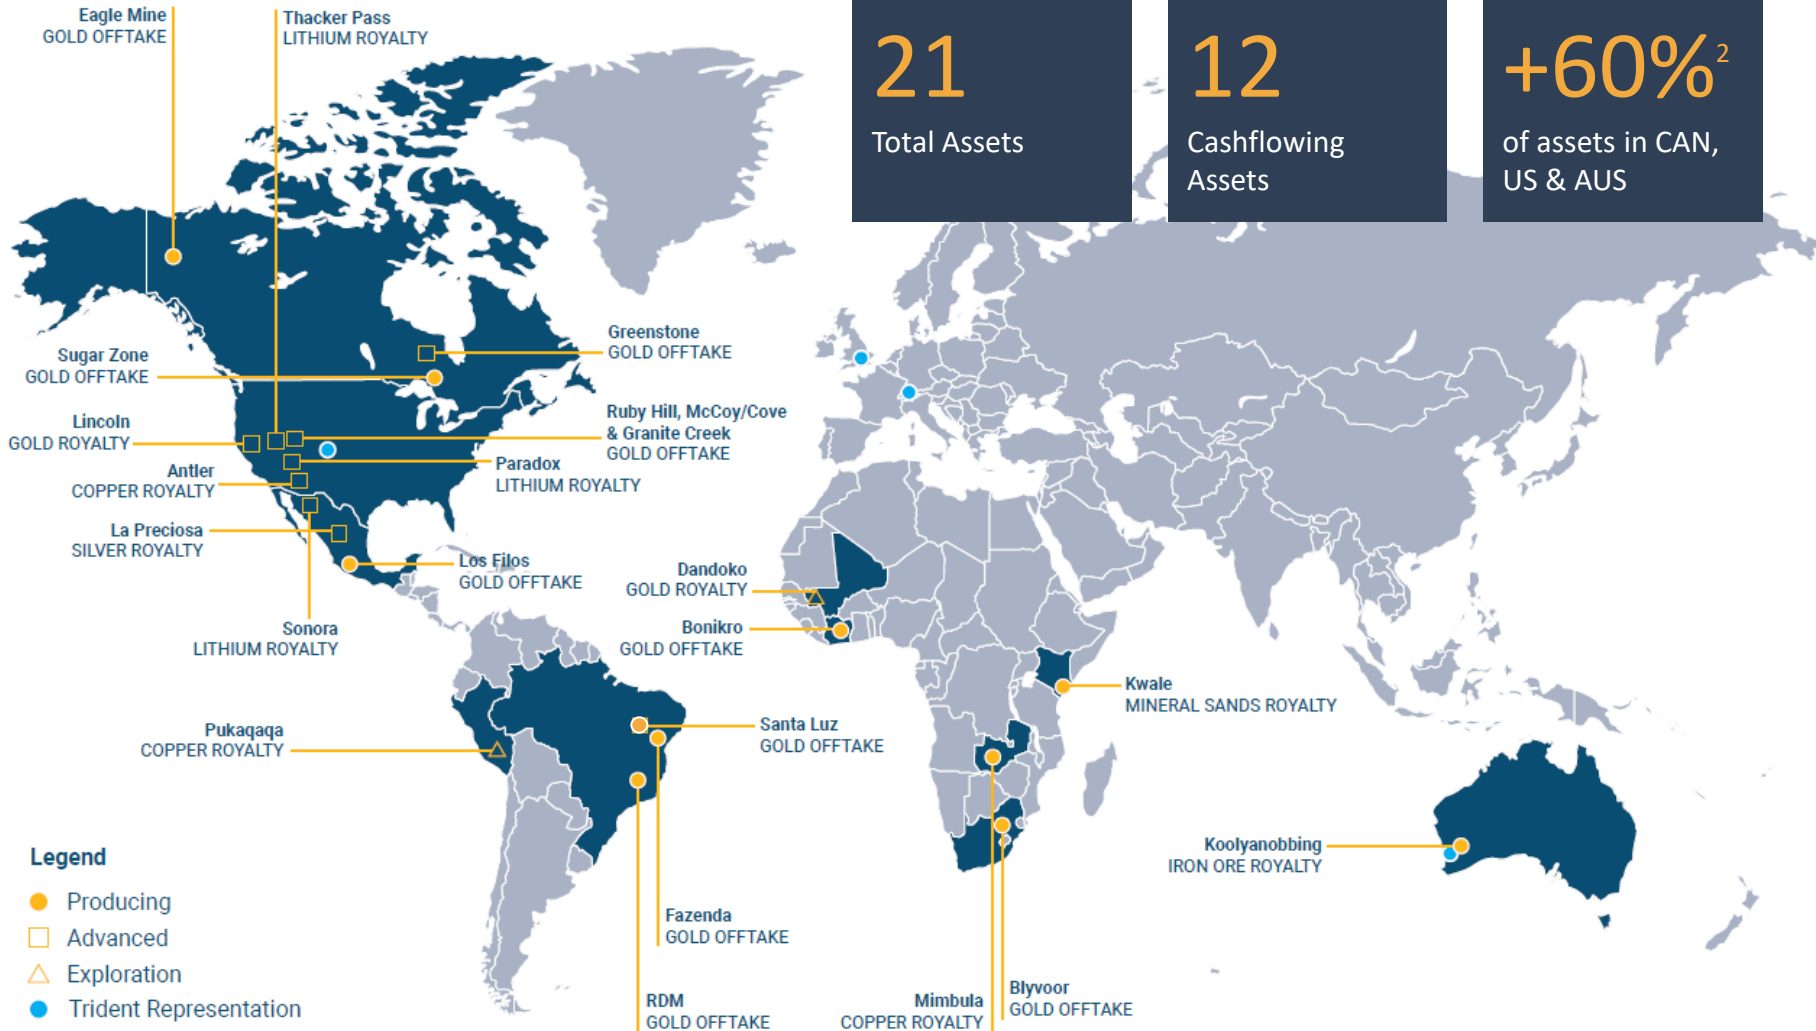 Eagle Mine
GOLD OFFTAKE
Thacker Pass
LITHIUM ROYALTY
21
Total Assets
12
Cashflowing
Assets
+60%²
of assets in CAN,
US & AUS
Greenstone
GOLD OFFTAKE
Sugar Zone
GOLD OFFTAKE
Lincoln
GOLD ROYALTY
Ruby Hill, McCoy/Cove
& Granite Creek
GOLD OFFTAKE
Antler
COPPER ROYALTY
Paradox
LITHIUM ROYALTY
La Preciosa
SILVER ROYALTY
Los Filos
GOLD OFFTAKE
Sonora
LITHIUM ROYALTY
Dandoko
GOLD ROYALTY
Bonikro
GOLD OFFTAKE
Kwale
MINERAL SANDS ROYALTY
Pukaqaqa
COPPER ROYALTY
Santa Luz
GOLD OFFTAKE
Koolyanobbing
IRON ORE ROYALTY
Fazenda
GOLD OFFTAKE
RDM
GOLD OFFTAKE
Mimbula
COPPER ROYALTY
Blyvoor
GOLD OFFTAKE
Legend
Producing
Advanced
Exploration
Trident Representation